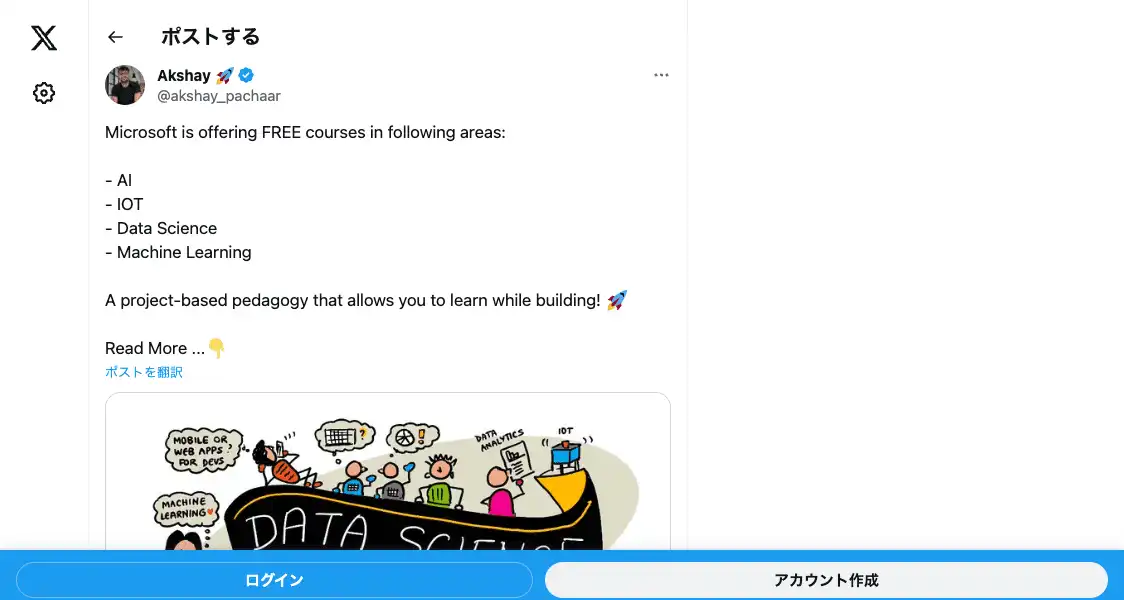 ポストする
Akshay 🚀
@akshay_pachaar
Microsoft is offering FREE courses in following areas:
- AI
- IOT
- Data Science
- Machine Learning
A project-based pedagogy that allows you to learn while building! 🚀
Read More ... 👇
ポストを翻訳
MOBILE OR
WEB APPS?
FOR DEVS
DATA
ANALYTICS
IOT
MACHINE
LEARNING
DATA SCIENCE
ログイン
アカウント作成